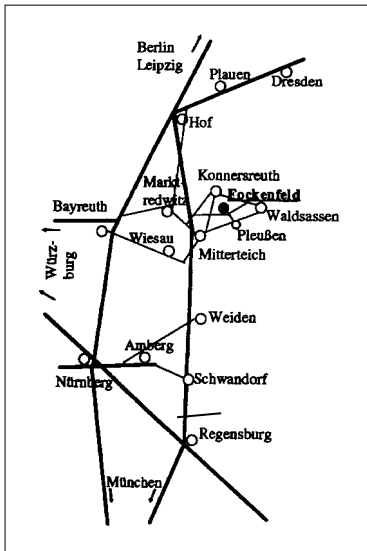 Berlin
Leipzig
Plauen
Dresden
Hof
Konnersreuth
Markt-
redwitz
Fockenfeld
Bayreuth
Waldsassen
Wiesau
Pleußen
Mitterteich
Würz-
burg
Weiden
Amberg
Nürnberg
Schwandorf
Regensburg
München